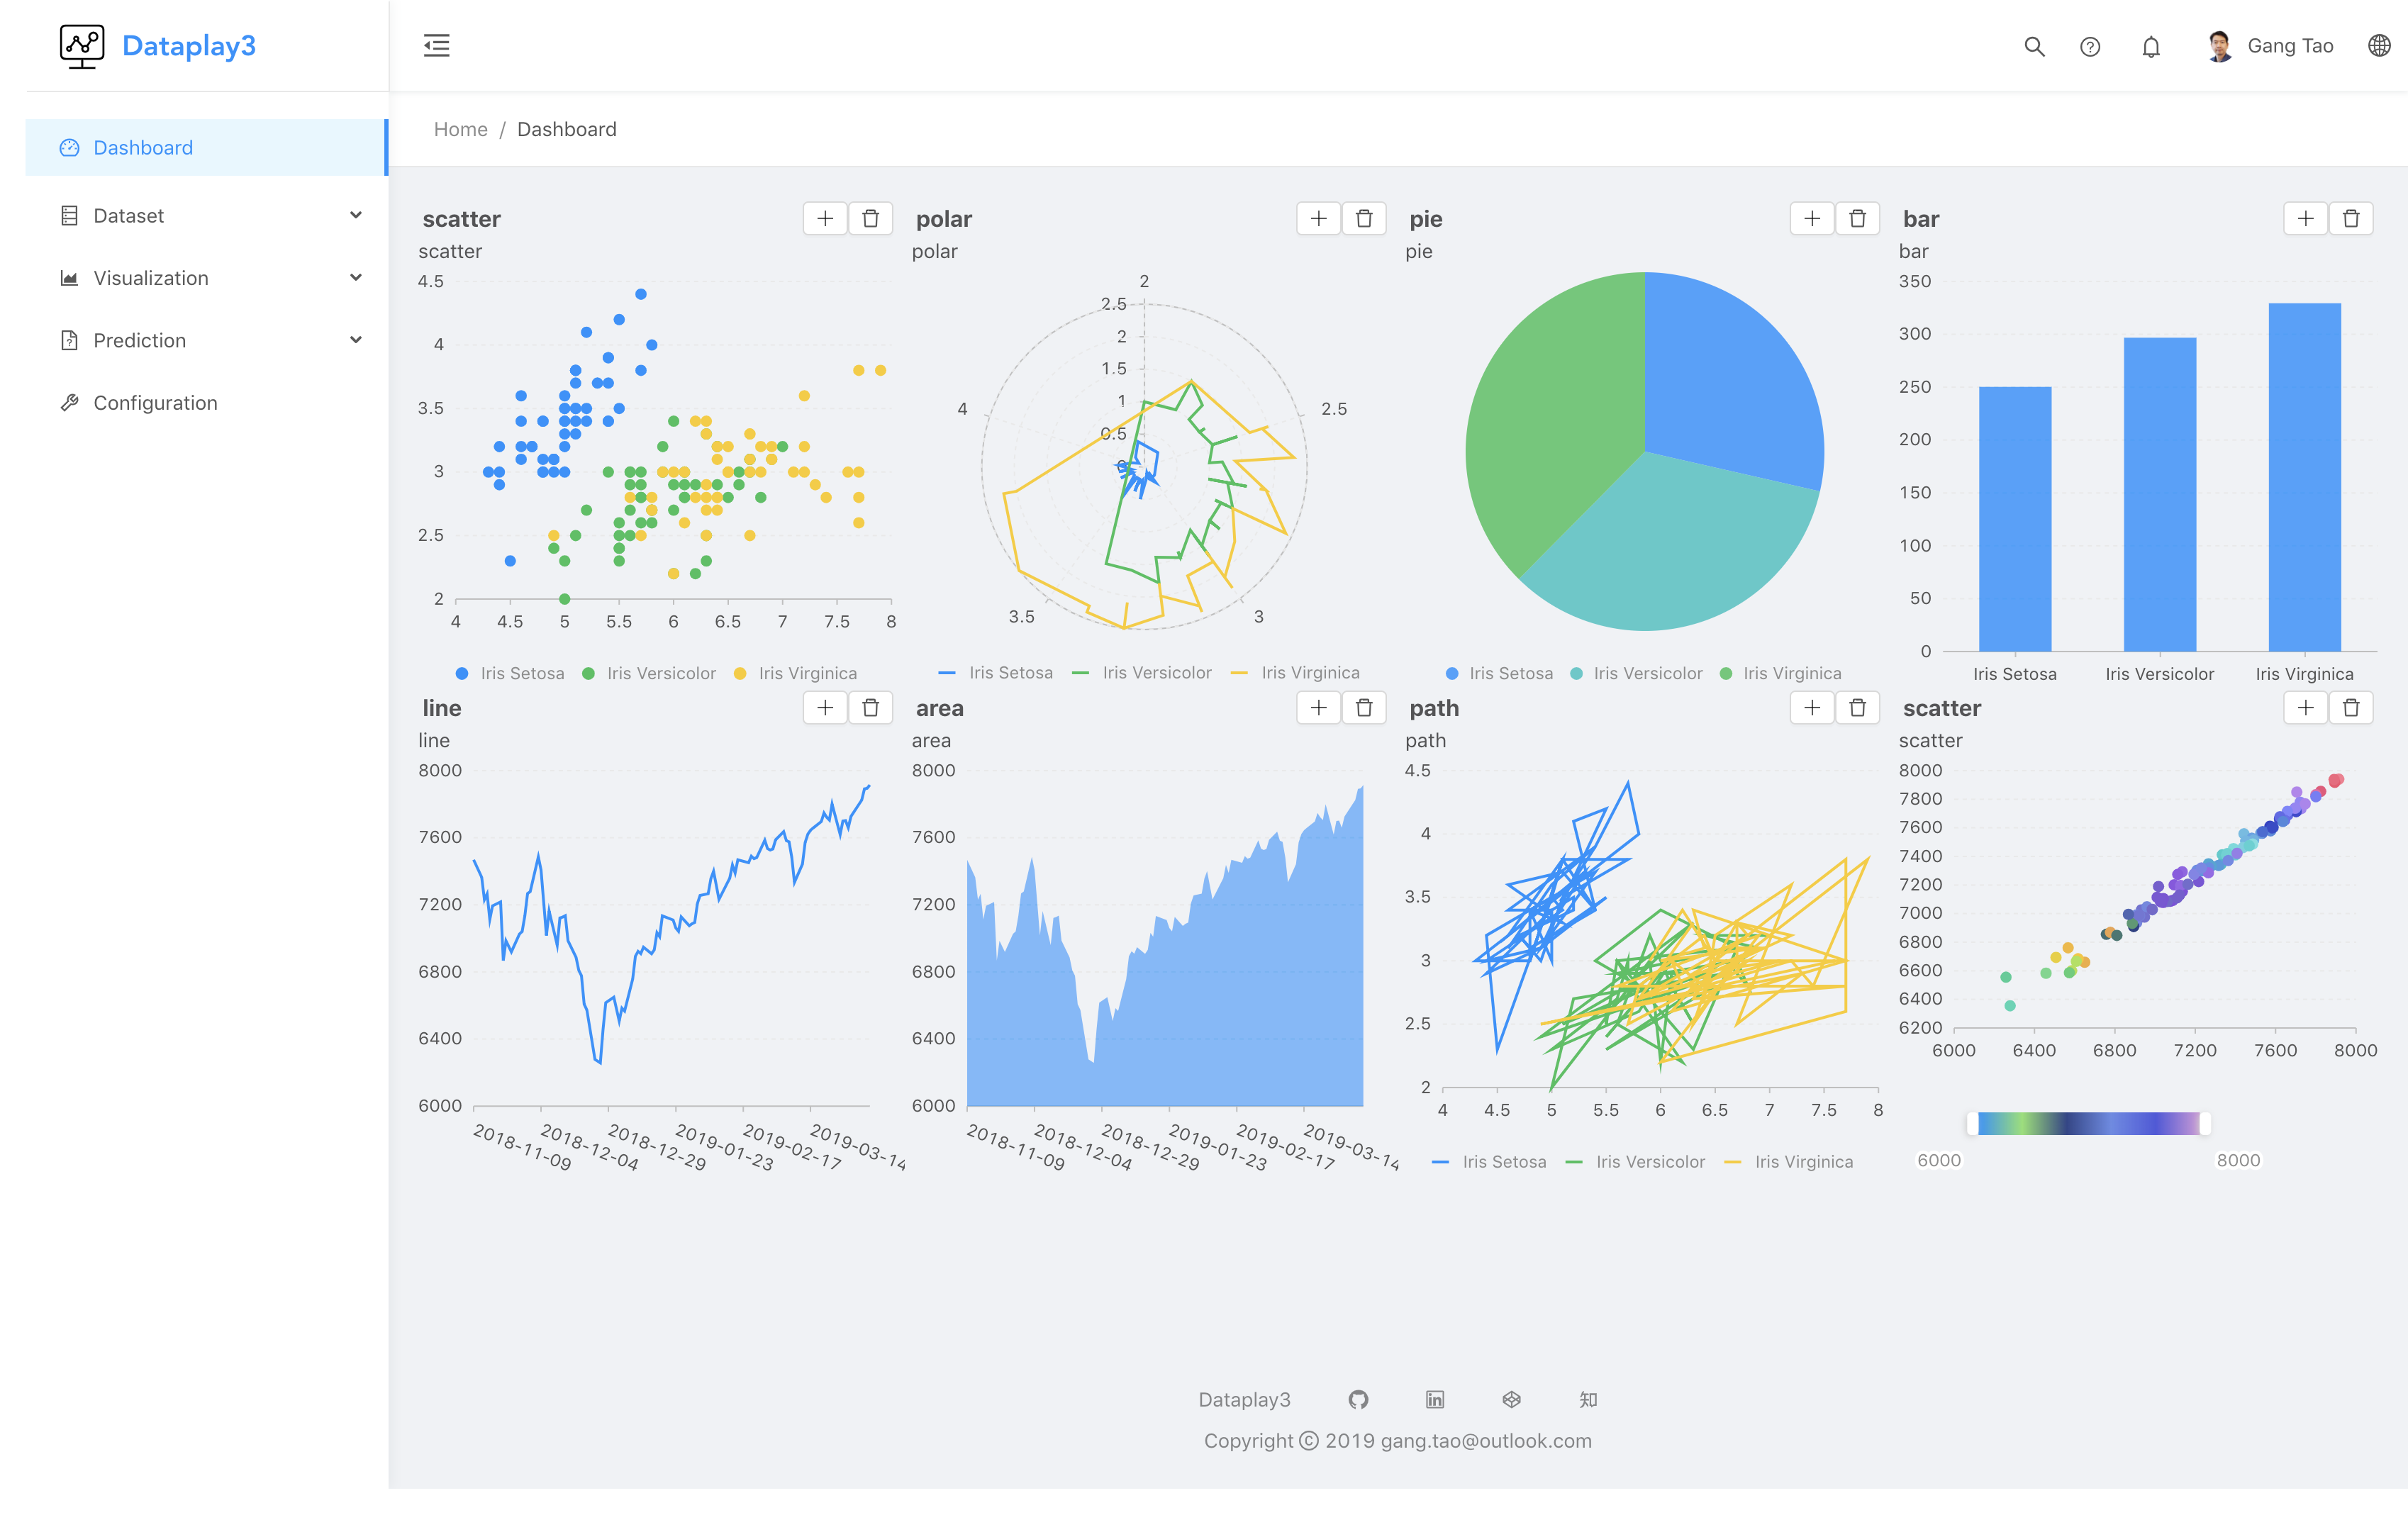 Dataplay3
Gang Tao
Home / Dashboard
Dashboard
Dataset
Visualization
Prediction
Configuration
scatter
scatter
4.5
4
3.5
3
2.5
2
4 4.5 5 5.5 6 6.5 7 7.5 8
Iris Setosa Iris Versicolor Iris Virginica
polar
polar
2
2.5
2
1.5
1
0.5
0
2.5
3
3.5
4
Iris Setosa Iris Versicolor Iris Virginica
pie
pie
Iris Setosa Iris Versicolor Iris Virginica
bar
bar
350
300
250
200
150
100
50
0
Iris Setosa Iris Versicolor Iris Virginica
line
line
8000
7600
7200
6800
6400
6000
2018-11-09 2018-12-04 2018-12-29 2019-01-23 2019-02-17 2019-03-14
area
area
8000
7600
7200
6800
6400
6000
2018-11-09 2018-12-04 2018-12-29 2019-01-23 2019-02-17 2019-03-14
path
path
4.5
4
3.5
3
2.5
2
4 4.5 5 5.5 6 6.5 7 7.5 8
Iris Setosa Iris Versicolor Iris Virginica
scatter
scatter
8000
7800
7600
7400
7200
7000
6800
6600
6400
6200
6000 6400 6800 7200 7600 8000
6000 8000
Dataplay3 in 知
Copyright © 2019 gang.tao@outlook.com